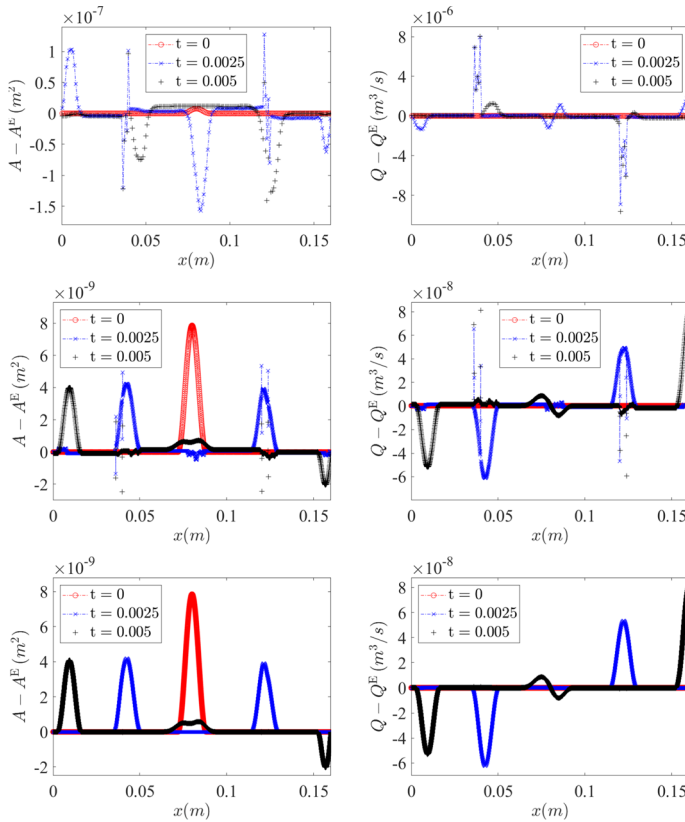 ×10⁻⁷
A − Aᴱ (m²)
1
0.5
0
-0.5
-1
-1.5
t = 0
t = 0.0025
t = 0.005
0 0.05 0.1 0.15
x(m)
×10⁻⁶
Q − Qᴱ (m³/s)
8
4
0
-4
-8
t = 0
t = 0.0025
t = 0.005
0 0.05 0.1 0.15
x(m)
×10⁻⁹
A − Aᴱ (m²)
8
6
4
2
0
-2
t = 0
t = 0.0025
t = 0.005
0 0.05 0.1 0.15
x(m)
×10⁻⁸
Q − Qᴱ (m³/s)
8
6
4
2
0
-2
-4
-6
t = 0
t = 0.0025
t = 0.005
0 0.05 0.1 0.15
x(m)
×10⁻⁹
A − Aᴱ (m²)
8
6
4
2
0
-2
t = 0
t = 0.0025
t = 0.005
0 0.05 0.1 0.15
x(m)
×10⁻⁸
Q − Qᴱ (m³/s)
8
6
4
2
0
-2
-4
-6
t = 0
t = 0.0025
t = 0.005
0 0.05 0.1 0.15
x(m)